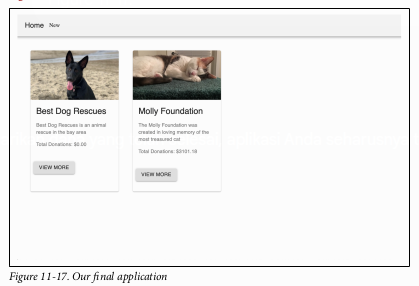 Home New
Best Dog Rescues
Best Dog Rescues is an animal
rescue in the bay area
Total Donations: $0.00
VIEW MORE
Molly Foundation
The Molly Foundation was
created in loving memory of the
most treasured cat
Total Donations: $3101.18
VIEW MORE
Figure 11-17. Our final application